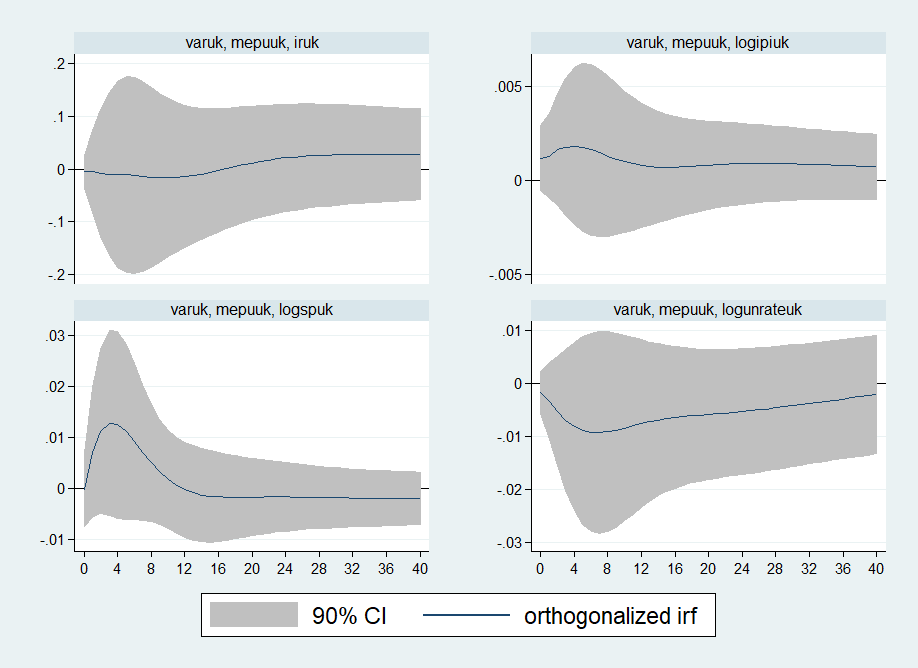 varuk, mepuuk, iruk
varuk, mepuuk, logipiuk
.2
.1
0
-.1
-.2
.005
0
-.005
varuk, mepuuk, logspuk
varuk, mepuuk, logunrateuk
.03
.02
.01
0
-.01
.01
0
-.01
-.02
-.03
0 4 8 12 16 20 24 28 32 36 40
0 4 8 12 16 20 24 28 32 36 40
90% CI orthogonalized irf